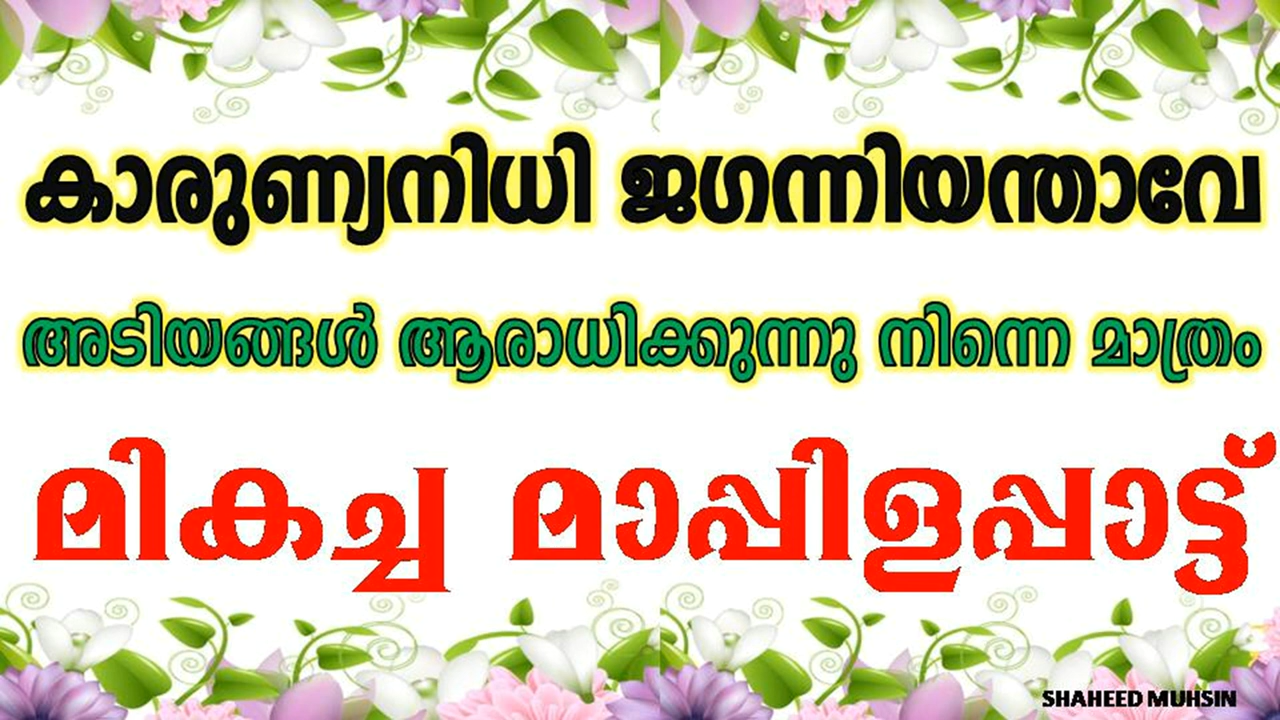 കാരുണ്യനിധി ജഗന്നിയന്താവേ
അടിയങ്ങൾ ആരാധിക്കുന്നു നിന്നെ മാത്രം
മികച്ച മാപ്പിളപ്പാട്ട്
SHAHEED MUHSIN